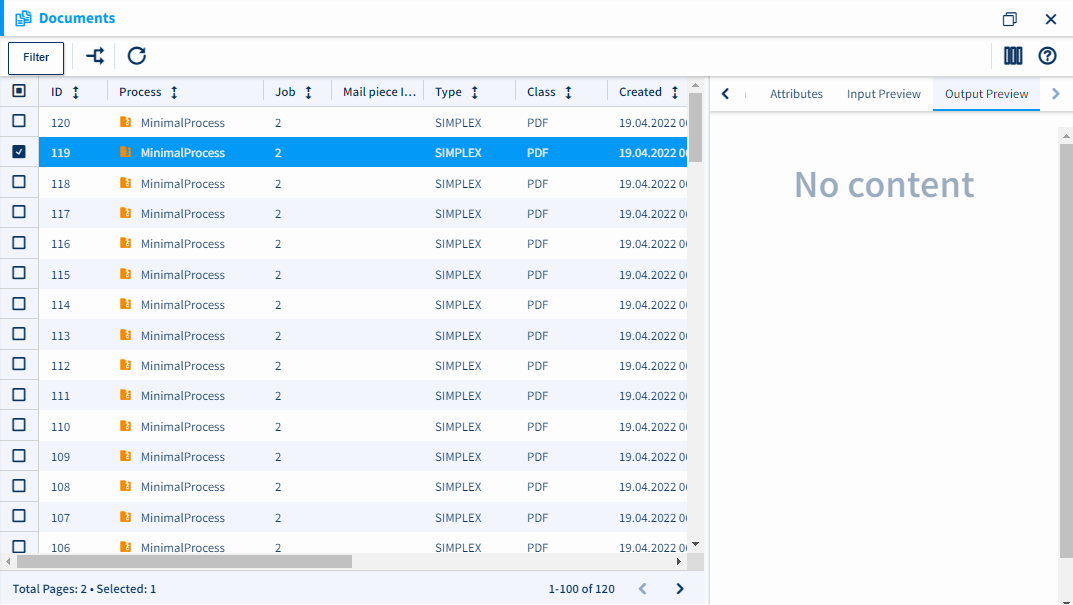 Documents
Filter
ID Process Job Mail piece I... Type Class Created
Attributes Input Preview Output Preview
120 MinimalProcess 2 SIMPLEX PDF 19.04.2022 0
119 MinimalProcess 2 SIMPLEX PDF 19.04.2022 0
118 MinimalProcess 2 SIMPLEX PDF 19.04.2022 0
117 MinimalProcess 2 SIMPLEX PDF 19.04.2022 0
116 MinimalProcess 2 SIMPLEX PDF 19.04.2022 0
115 MinimalProcess 2 SIMPLEX PDF 19.04.2022 0
114 MinimalProcess 2 SIMPLEX PDF 19.04.2022 0
113 MinimalProcess 2 SIMPLEX PDF 19.04.2022 0
112 MinimalProcess 2 SIMPLEX PDF 19.04.2022 0
111 MinimalProcess 2 SIMPLEX PDF 19.04.2022 0
110 MinimalProcess 2 SIMPLEX PDF 19.04.2022 0
109 MinimalProcess 2 SIMPLEX PDF 19.04.2022 0
108 MinimalProcess 2 SIMPLEX PDF 19.04.2022 0
107 MinimalProcess 2 SIMPLEX PDF 19.04.2022 0
106 MinimalProcess 2 SIMPLEX PDF 19.04.2022 0
No content
Total Pages: 2 • Selected: 1
1-100 of 120